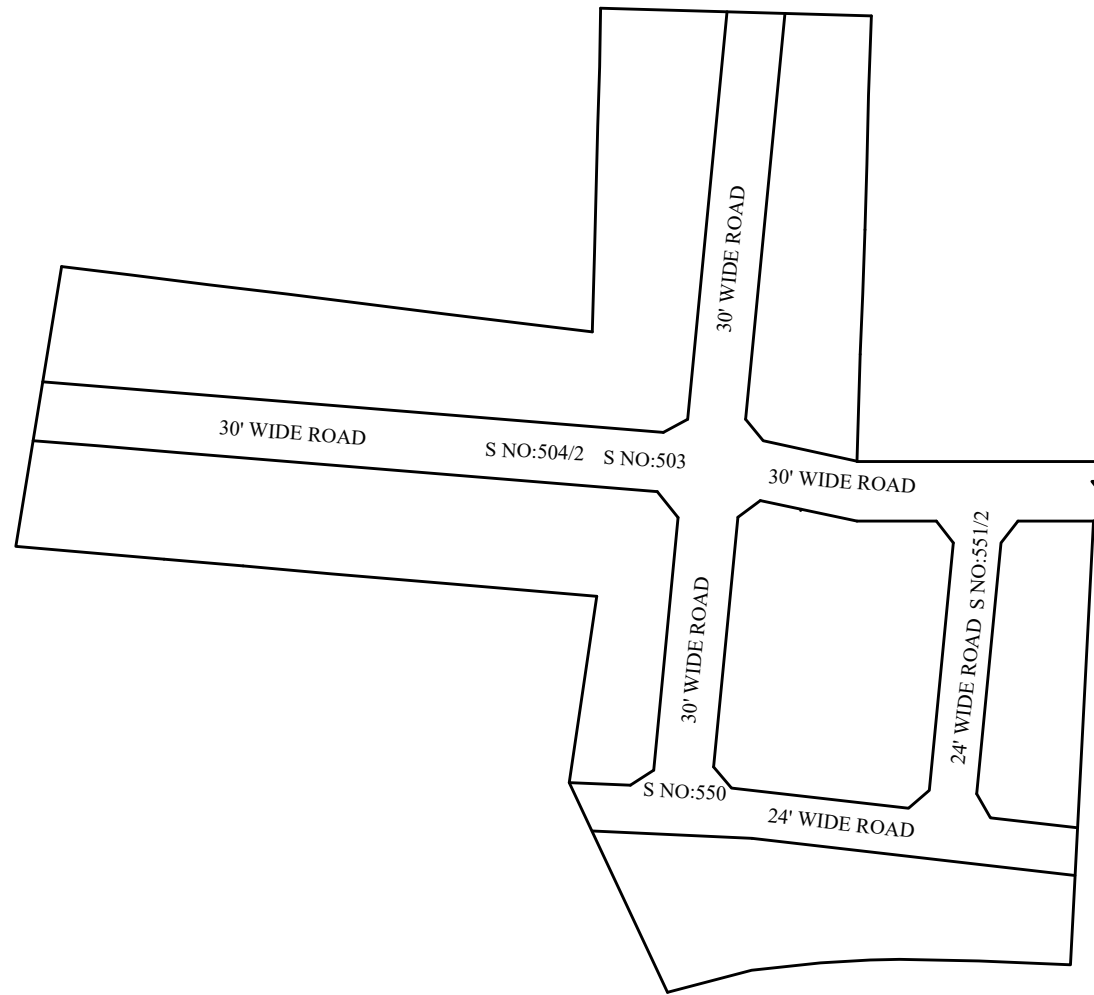 30' WIDE ROAD
30' WIDE ROAD
S NO:504/2
S NO:503
30' WIDE ROAD
S NO:551/2
24' WIDE ROAD
30' WIDE ROAD
S NO:550
24' WIDE ROAD